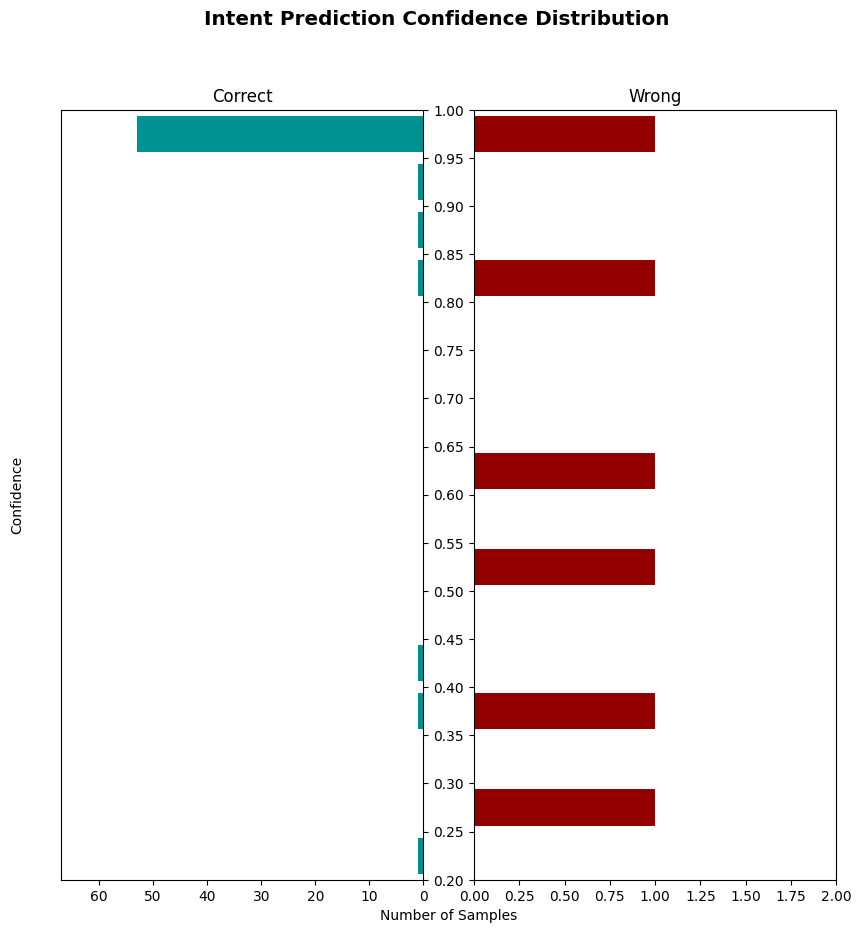 Intent Prediction Confidence Distribution
Correct
Wrong
1.00
0.95
0.90
0.85
0.80
0.75
0.70
0.65
0.60
0.55
0.50
0.45
0.40
0.35
0.30
0.25
0.20
Confidence
60 50 40 30 20 10 0
0.00 0.25 0.50 0.75 1.00 1.25 1.50 1.75 2.00
Number of Samples